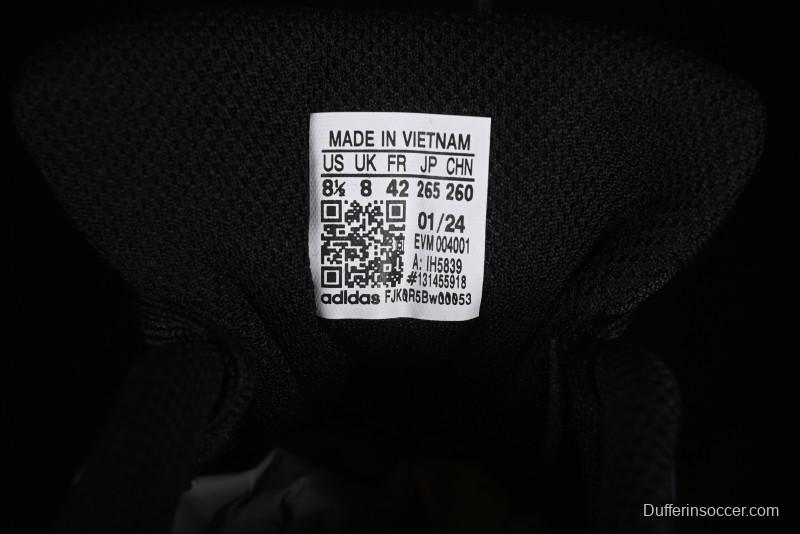 MADE IN VIETNAM
US UK FR JP CHN
8½ 8 42 265 260
01/24
EVM 004001
A: IH5839
#131455918
adidas FJK0R5Bw00053
Dufferinsoccer.com